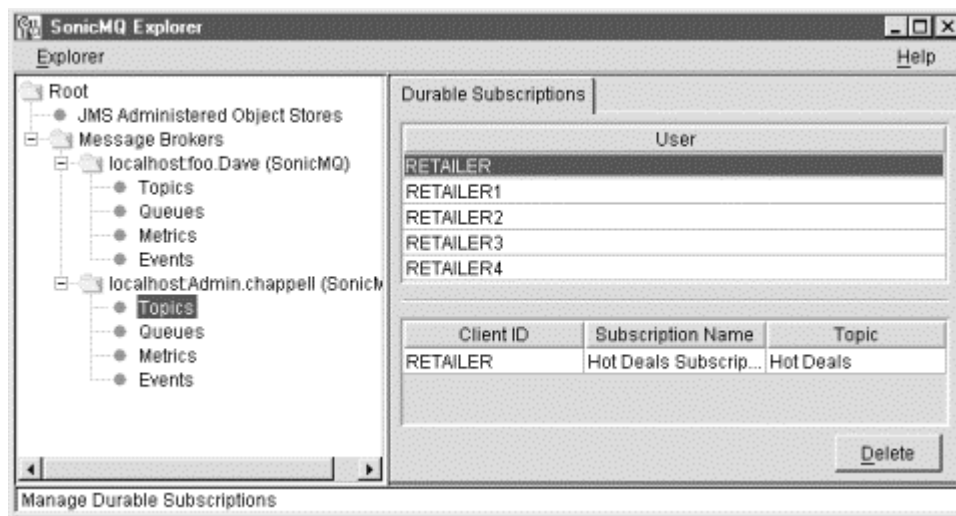 SonicMQ Explorer
Explorer Help
Root
JMS Administered Object Stores
Message Brokers
localhost:foo.Dave (SonicMQ)
Topics
Queues
Metrics
Events
localhost:Admin.chappell (SonicM
Topics
Queues
Metrics
Events
Durable Subscriptions
User
RETAILER
RETAILER1
RETAILER2
RETAILER3
RETAILER4
Client ID Subscription Name Topic
RETAILER Hot Deals Subscrip... Hot Deals
Delete
Manage Durable Subscriptions